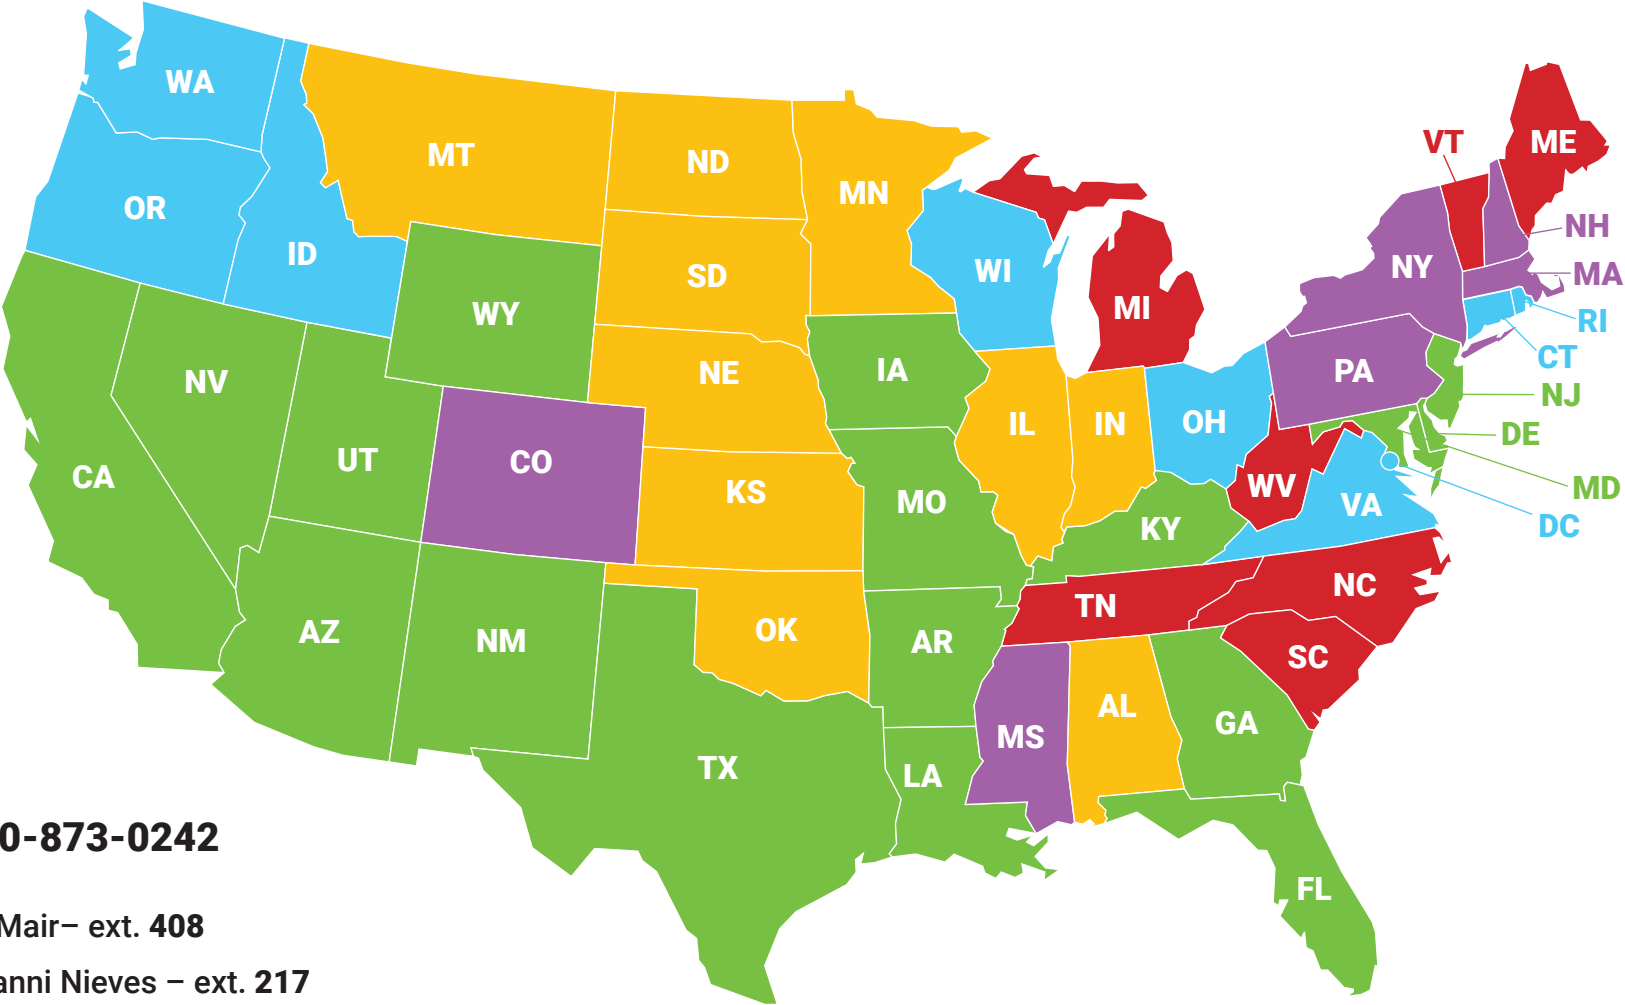 WA
OR
ID
MT
ND
MN
SD
WY
NE
IA
WI
MI
NV
UT
CA
CO
KS
MO
IL
IN
OH
KY
WV
VA
PA
NY
VT
ME
NH
MA
RI
CT
NJ
DE
MD
DC
AZ
NM
OK
AR
TN
NC
SC
TX
LA
MS
AL
GA
FL
0-873-0242
Mair– ext. 408
anni Nieves – ext. 217